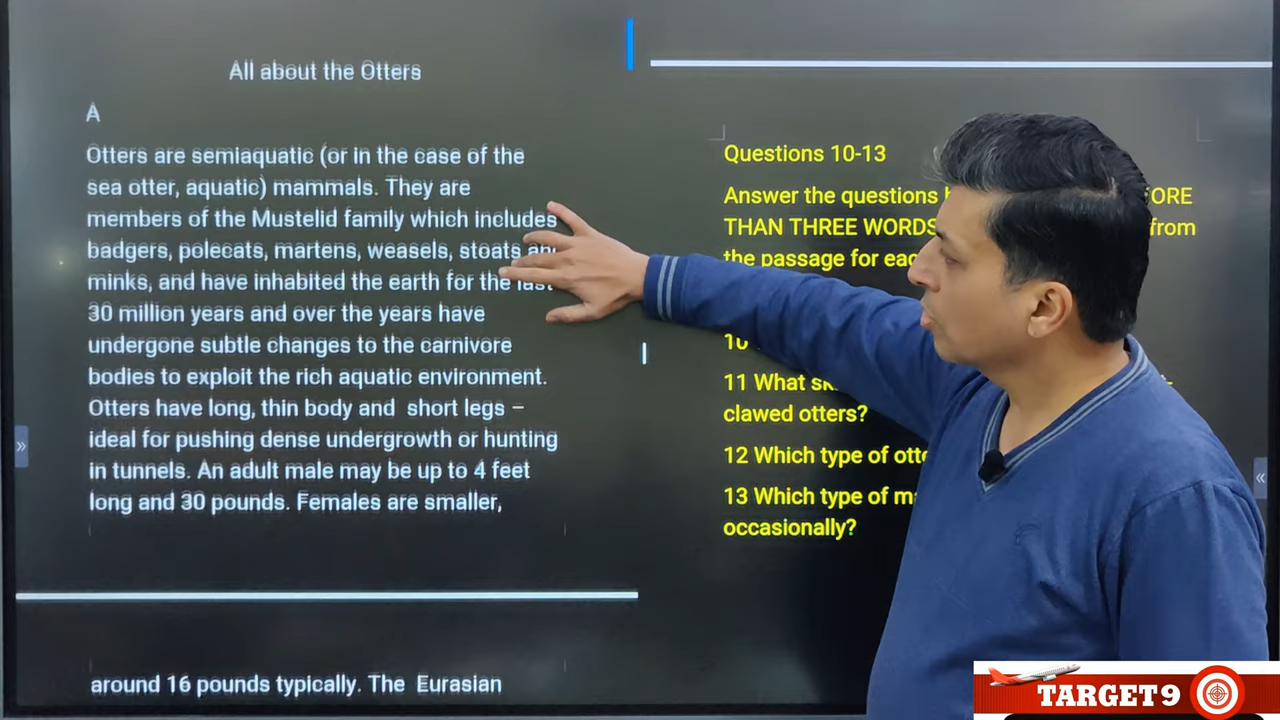 All about the Otters
A
Otters are semiaquatic (or in the case of the
sea otter, aquatic) mammals. They are
members of the Mustelid family which includes
badgers, polecats, martens, weasels, stoats
minks, and have inhabited the earth for the last
30 million years and over the years have
undergone subtle changes to the carnivore
bodies to exploit the rich aquatic environment.
Otters have long, thin body and short legs –
ideal for pushing dense undergrowth or hunting
in tunnels. An adult male may be up to 4 feet
long and 30 pounds. Females are smaller,
around 16 pounds typically. The Eurasian
Questions 10-13
Answer the questions
THAN THREE WORDS from
the passage for
10
11 What
clawed otters?
12 Which type of
13 Which type of
occasionally?
TARGET9